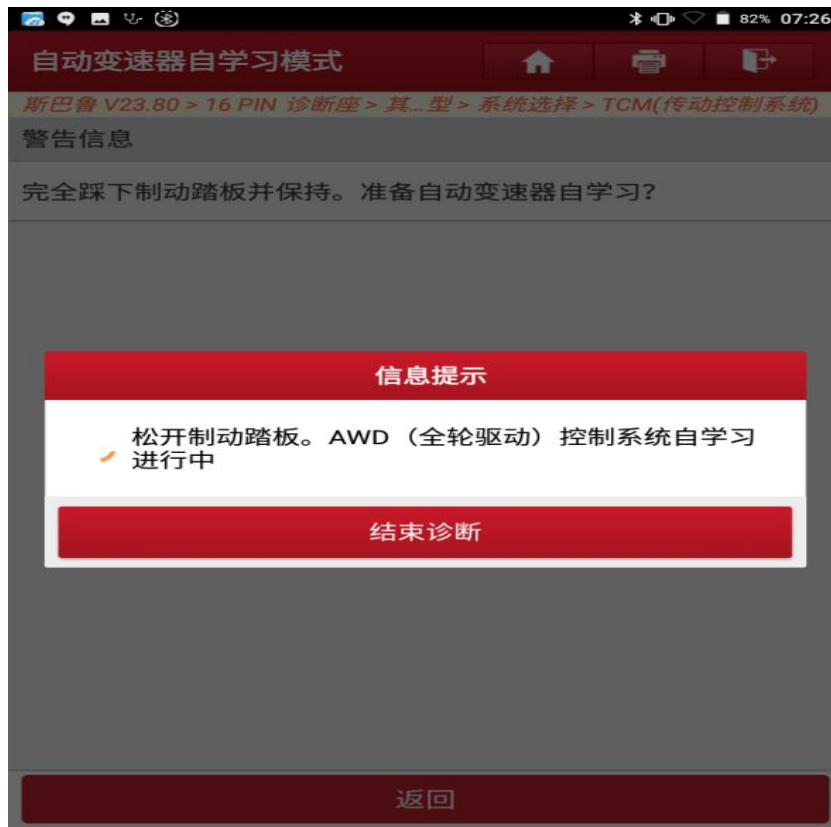 82% 07:26
自动变速器自学习模式
斯巴鲁 V23.80 > 16 PIN 诊断座 > 其...型 > 系统选择 > TCM(传动控制系统)
警告信息
完全踩下制动踏板并保持。准备自动变速器自学习？
信息提示
松开制动踏板。AWD（全轮驱动）控制系统自学习
进行中
结束诊断
返回